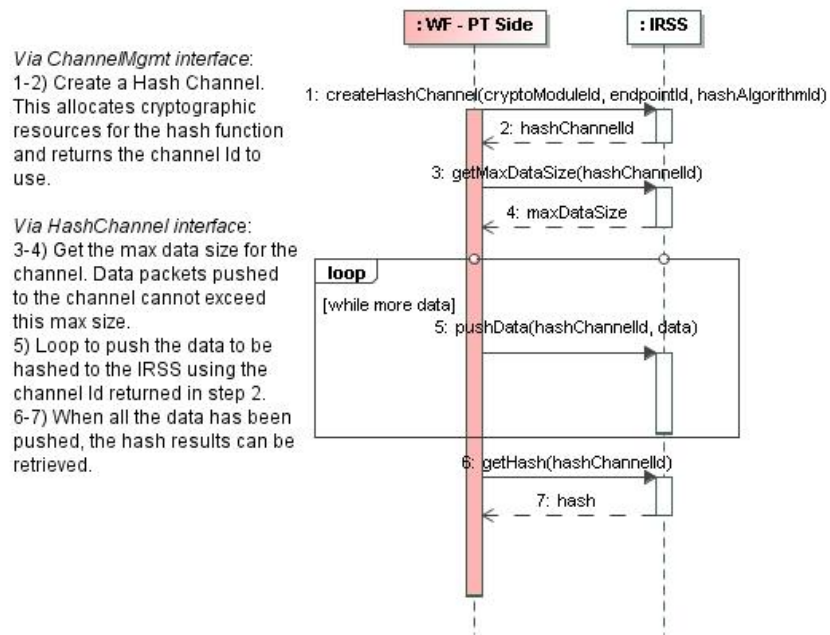 : WF - PT Side
: IRSS
Via ChannelMgmt interface:
1-2) Create a Hash Channel.
This allocates cryptographic
resources for the hash function
and returns the channel Id to
use.
Via HashChannel interface:
3-4) Get the max data size for the
channel. Data packets pushed
to the channel cannot exceed
this max size.
5) Loop to push the data to be
hashed to the IRSS using the
channel Id returned in step 2.
6-7) When all the data has been
pushed, the hash results can be
retrieved.
1: createHashChannel(cryptoModuleId, endpointId, hashAlgorithmId)
2: hashChannelId
3: getMaxDataSize(hashChannelId)
4: maxDataSize
loop
[while more data]
5: pushData(hashChannelId, data)
6: getHash(hashChannelId)
7: hash